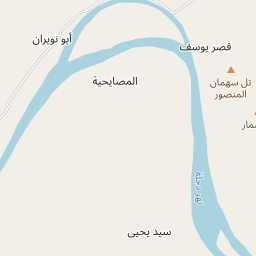 أبو نويران
قصر يوسف
المصايحية
تل سهمان
المنصور
مار
نهر دجلة
سيد يحيى